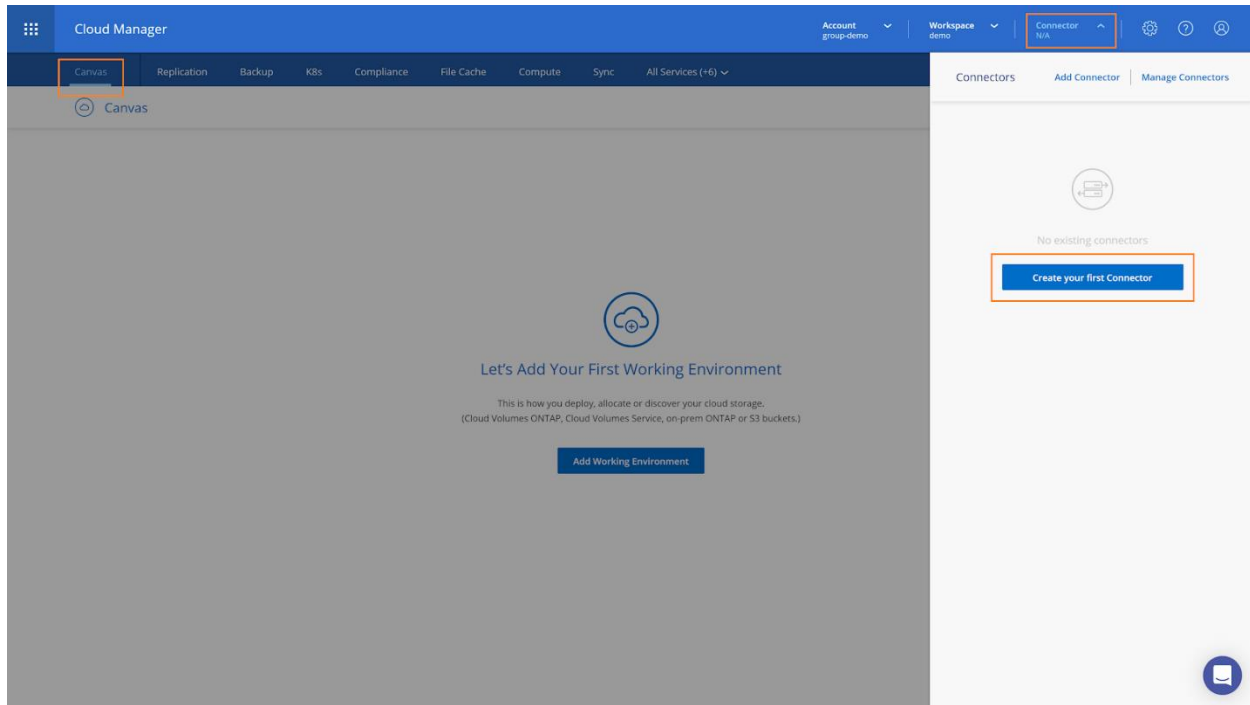 Cloud Manager
Account
group-demo
Workspace
demo
Connector
N/A
Canvas
Replication
Backup
K8s
Compliance
File Cache
Compute
Sync
All Services (+6)
Canvas
Connectors
Add Connector
Manage Connectors
No existing connectors
Create your first Connector
Let's Add Your First Working Environment
This is how you deploy, allocate or discover your cloud storage.
(Cloud Volumes ONTAP, Cloud Volumes Service, on-prem ONTAP or S3 buckets.)
Add Working Environment